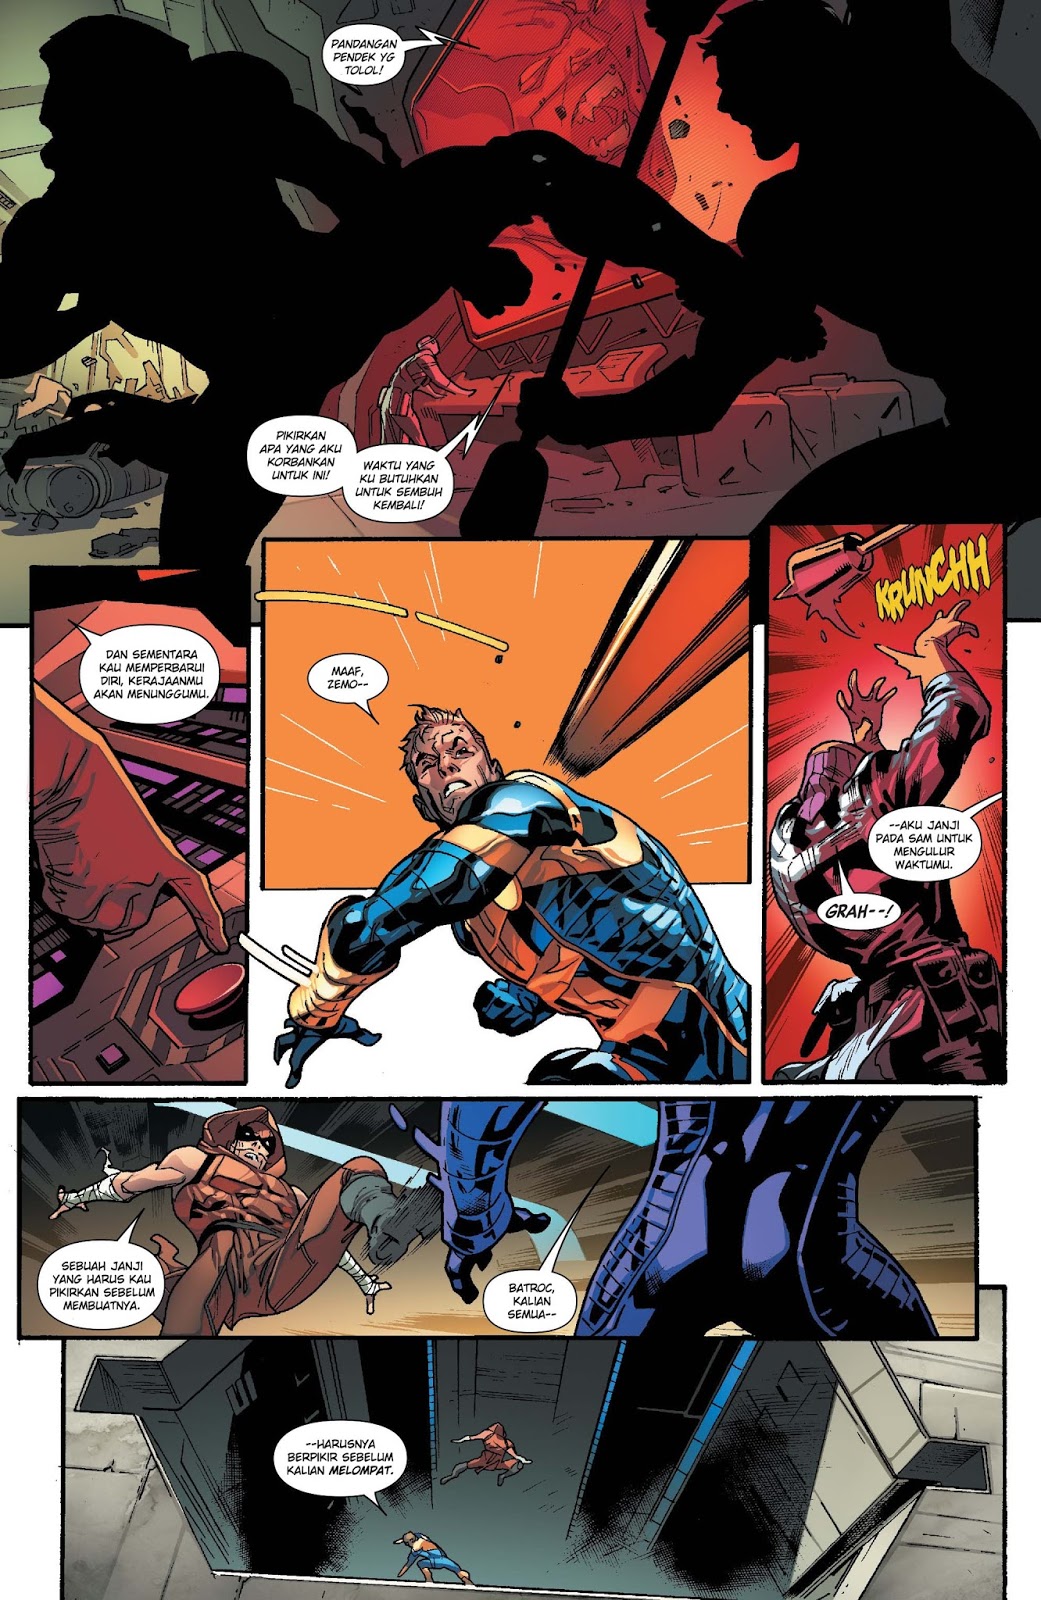 PANDANGAN
PENDEK YG
TOLOL!
PIKIRKAN
APA YANG AKU
KORBANKAN
UNTUK INI!
WAKTU YANG
KU BUTUHKAN
UNTUK SEMBUH
KEMBALI!
DAN SEMENTARA
KAU MEMPERBARUI
DIRI, KERAJAANMU
AKAN MENUNGGUMU.
MAAF,
ZEMO--
KRUNCHH
--AKU JANJI
PADA SAM UNTUK
MENGULUR
WAKTUMU.
GRAH--!
SEBUAH JANJI
YANG HARUS KAU
PIKIRKAN SEBELUM
MEMBUATNYA.
BATROC,
KALIAN
SEMUA--
--HARUSNYA
BERPIKIR SEBELUM
KALIAN MELOMPAT.